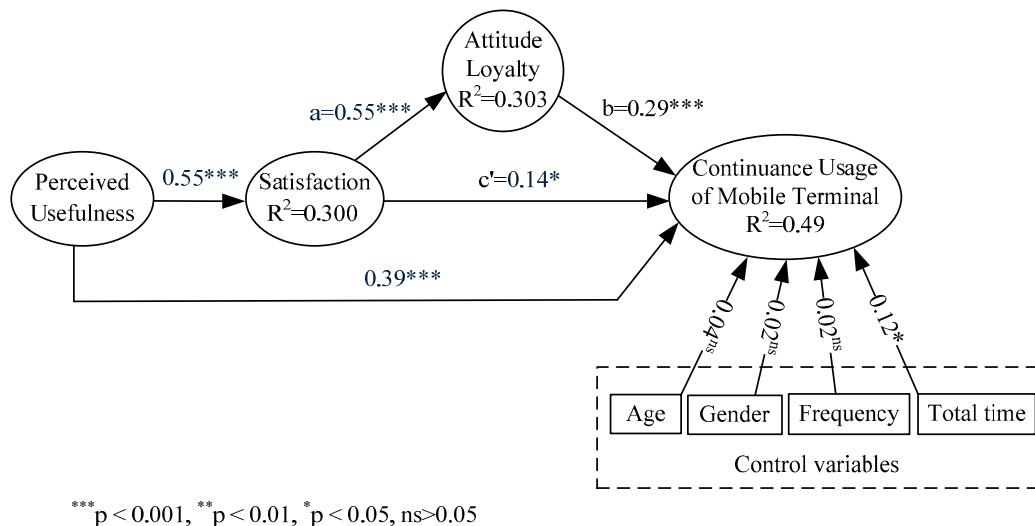 Attitude
Loyalty
R²=0.303
a=0.55***
b=0.29***
Perceived
Usefulness
0.55***
Satisfaction
R²=0.300
c'=0.14*
Continuance Usage
of Mobile Terminal
R²=0.49
0.39***
0.04ns
0.02ns
0.02ns
0.12*
Age
Gender
Frequency
Total time
Control variables
***p < 0.001, **p < 0.01, *p < 0.05, ns>0.05